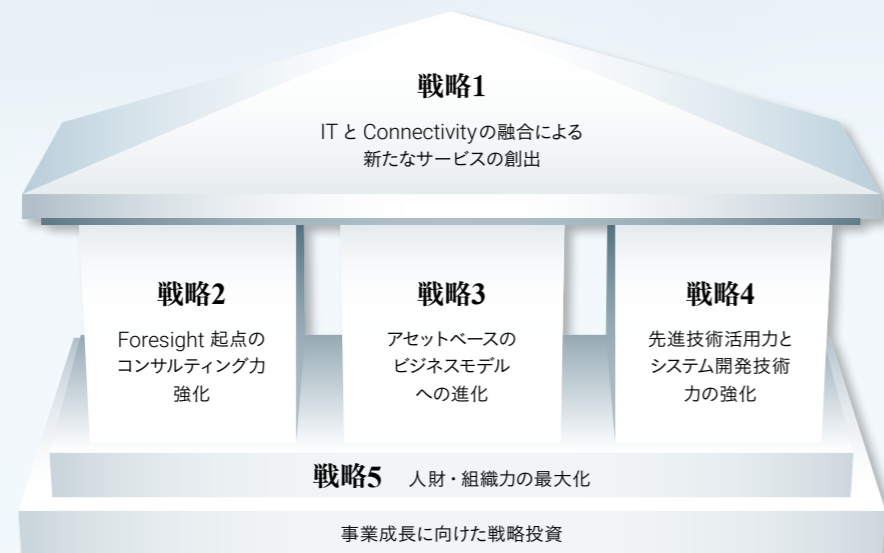 戦略1
IT と Connectivityの融合による
新たなサービスの創出
戦略2
Foresight 起点の
コンサルティング力
強化
戦略3
アセットベースの
ビジネスモデル
への進化
戦略4
先進技術活用力と
システム開発技術
力の強化
戦略5 人財・組織力の最大化
事業成長に向けた戦略投資